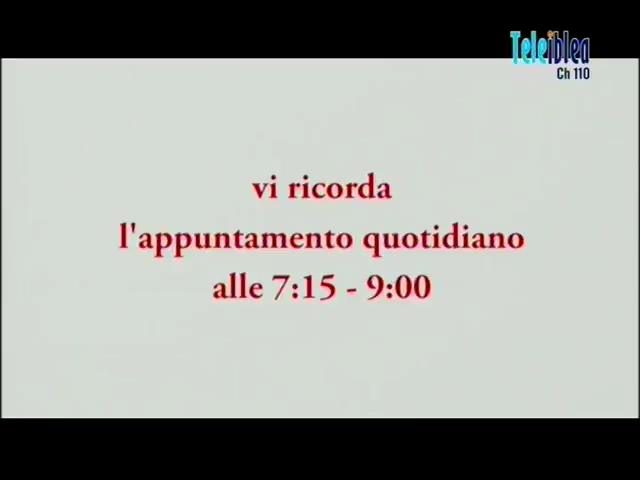 Teleiblea
Ch 110
vi ricorda
l'appuntamento quotidiano
alle 7:15 - 9:00